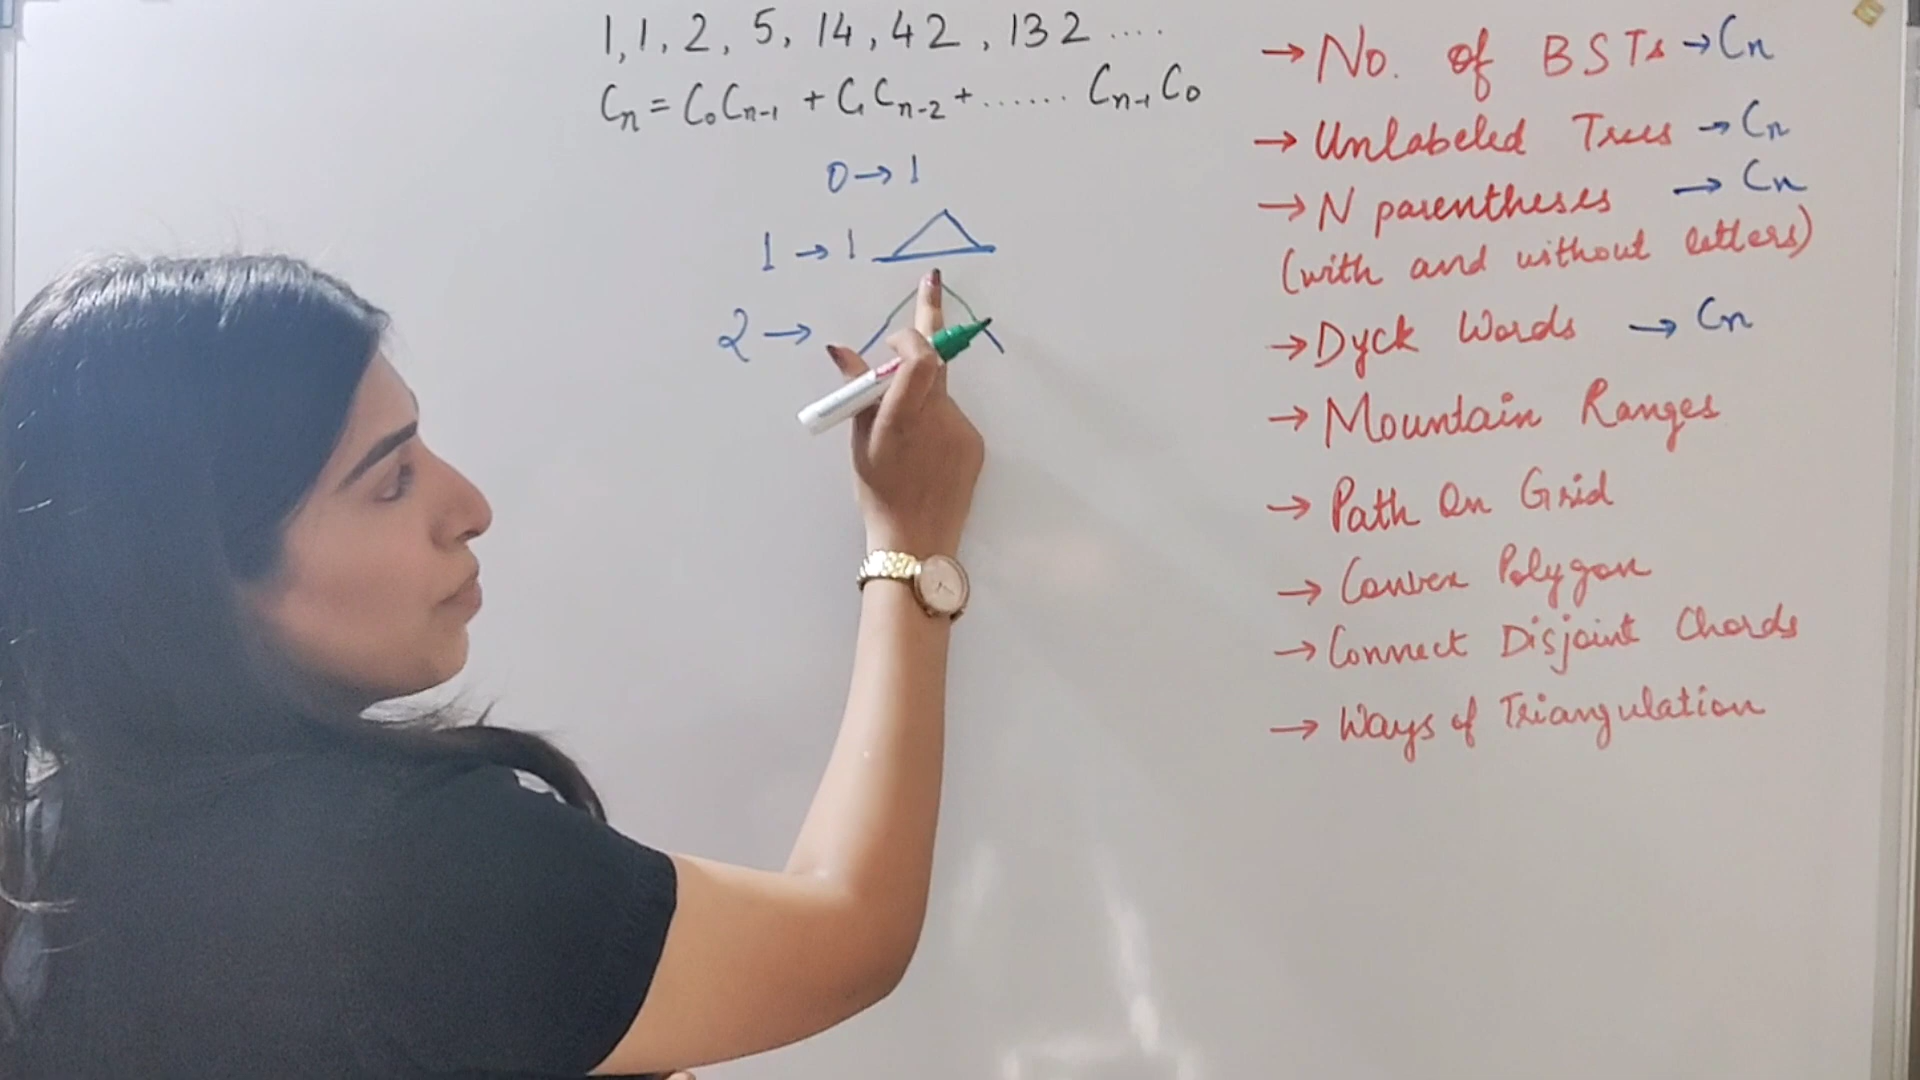 1, 1, 2, 5, 14, 42, 132 ....
Cn = C0Cn-1 + C1Cn-2 + ...... Cn-1C0
0 → 1
1 → 1
2 →
→ No. of BSTs → Cn
→ Unlabeled Trees → Cn
→ N parentheses → Cn
(with and without letters)
→ Dyck Words → Cn
→ Mountain Ranges
→ Path On Grid
→ Convex Polygon
→ Connect Disjoint Chords
→ Ways of Triangulation